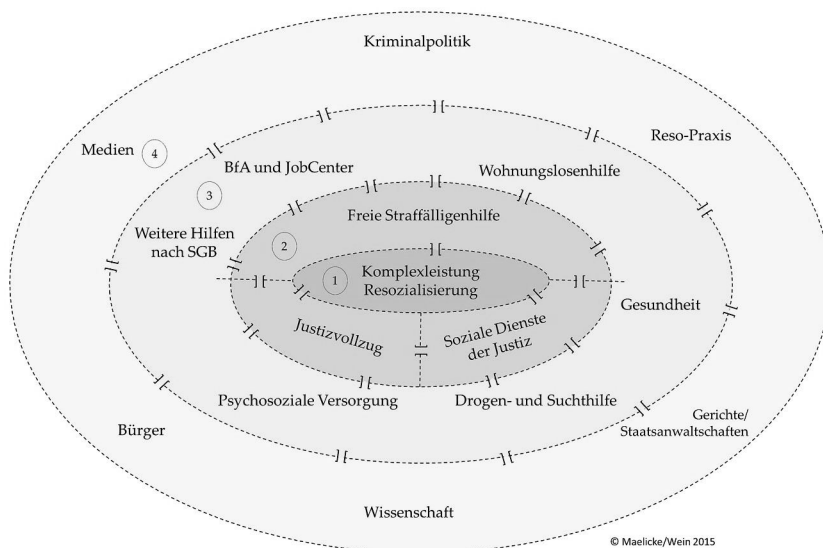 Kriminalpolitik
Medien
4
Reso-Praxis
BfA und JobCenter
Wohnungslosenhilfe
3
Freie Straffälligenhilfe
Weitere Hilfen
nach SGB
2
1
Komplexleistung
Resozialisierung
Gesundheit
Justizvollzug
Soziale Dienste
der Justiz
Psychosoziale Versorgung
Drogen- und Suchthilfe
Bürger
Gerichte/
Staatsanwaltschaften
Wissenschaft
© Maelicke/Wein 2015